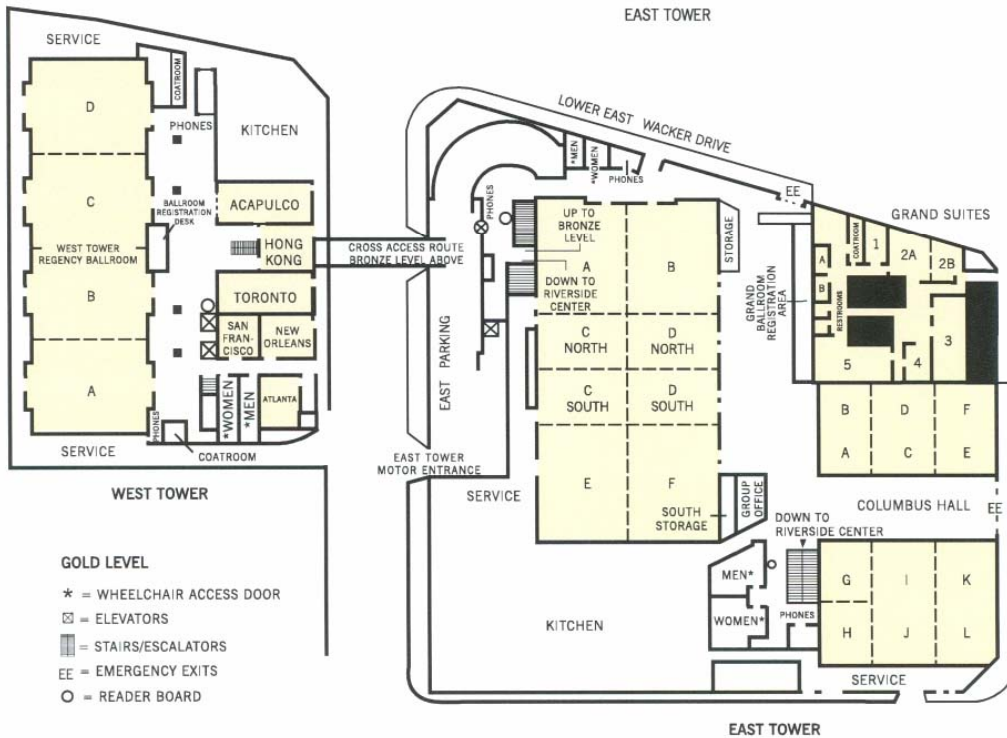 EAST TOWER
SERVICE
COATROOM
D
PHONES
KITCHEN
C
BALLROOM
REGISTRATION
DESK
ACAPULCO
WEST TOWER
REGENCY BALLROOM
HONG
KONG
CROSS ACCESS ROUTE
BRONZE LEVEL ABOVE
B
TORONTO
SAN
FRAN-
CISCO
NEW
ORLEANS
A
*WOMEN
*MEN
ATLANTA
PHONES
COATROOM
SERVICE
WEST TOWER
LOWER EAST WACKER DRIVE
*MEN
*WOMEN
PHONES
PHONES
EE
UP TO
BRONZE
LEVEL
A
B
DOWN TO
RIVERSIDE
CENTER
STORAGE
C
NORTH
D
NORTH
C
SOUTH
D
SOUTH
E
F
EAST PARKING
EAST TOWER
MOTOR ENTRANCE
SERVICE
SOUTH
STORAGE
GROUP
OFFICE
GRAND
BALLROOM
REGISTRATION
AREA
GRAND SUITES
COATROOM
1
2A
2B
A
B
RESTROOMS
3
4
5
B
D
F
A
C
E
COLUMBUS HALL
EE
DOWN TO
RIVERSIDE CENTER
MEN*
WOMEN*
PHONES
G
I
K
H
J
L
KITCHEN
SERVICE
EAST TOWER
GOLD LEVEL
* = WHEELCHAIR ACCESS DOOR
= ELEVATORS
= STAIRS/ESCALATORS
EE = EMERGENCY EXITS
= READER BOARD